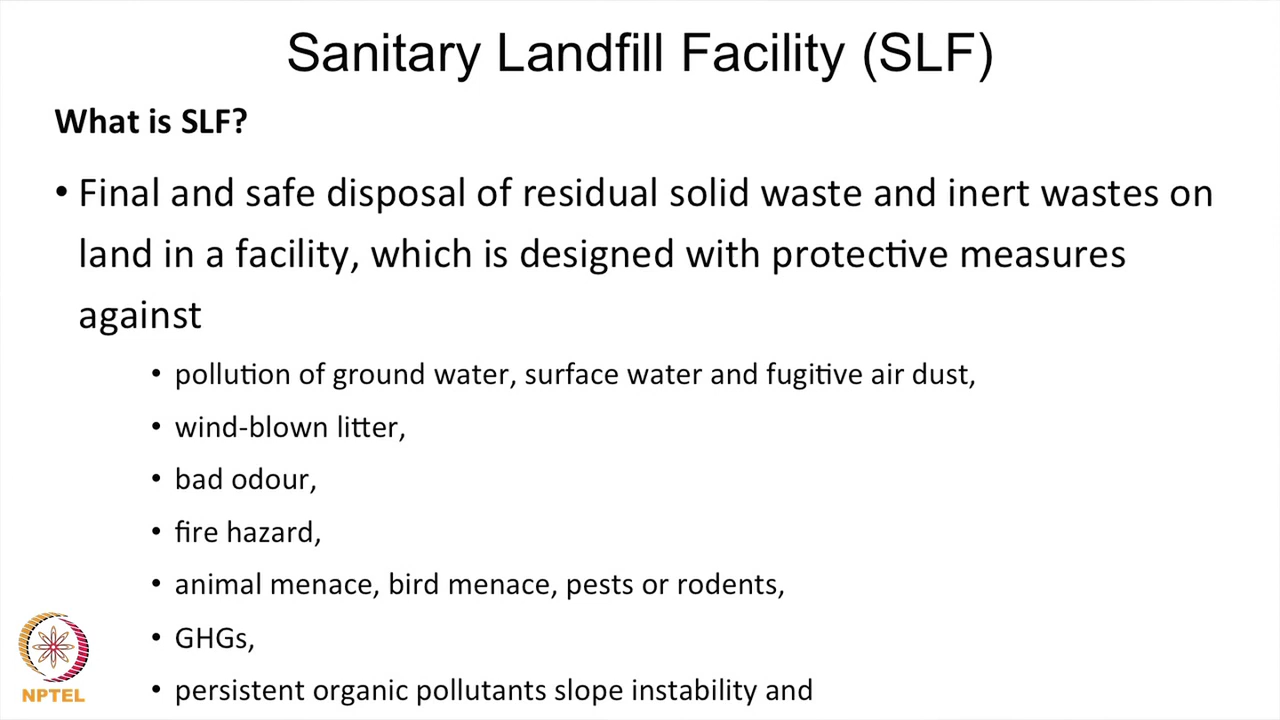 Sanitary Landfill Facility (SLF)
What is SLF?
• Final and safe disposal of residual solid waste and inert wastes on
land in a facility, which is designed with protective measures
against
• pollution of ground water, surface water and fugitive air dust,
• wind-blown litter,
• bad odour,
• fire hazard,
• animal menace, bird menace, pests or rodents,
• GHGs,
• persistent organic pollutants slope instability and
NPTEL